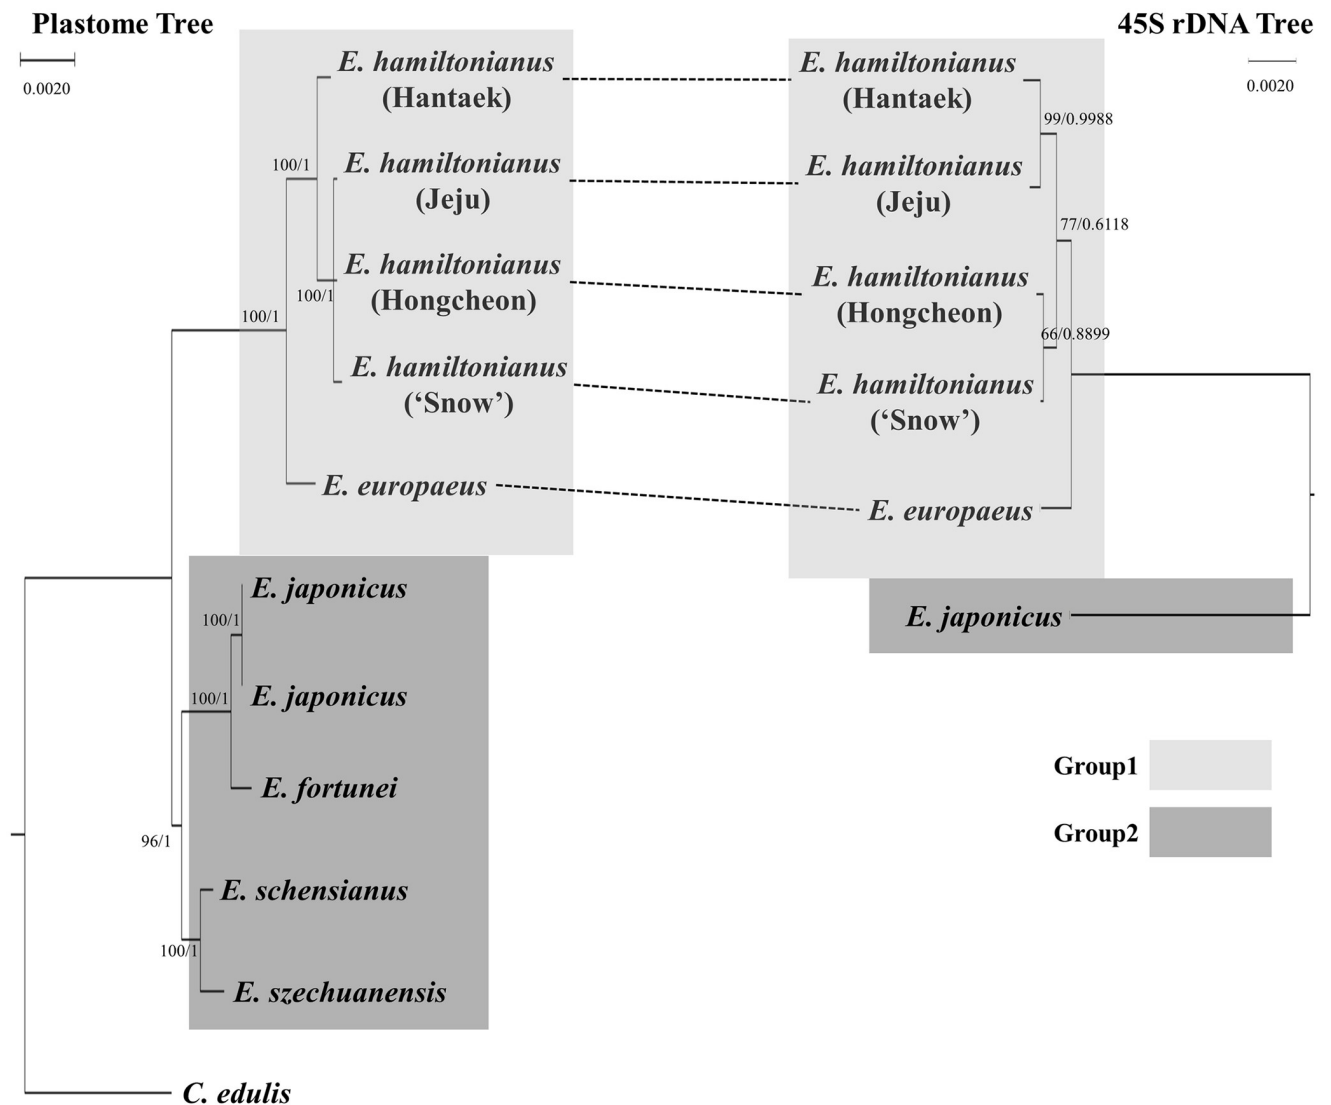 Plastome Tree
0.0020
E. hamiltonianus
(Hantaek)
100/1
E. hamiltonianus
(Jeju)
E. hamiltonianus
(Hongcheon)
100/1
100/1
E. hamiltonianus
(‘Snow’)
E. europaeus
E. japonicus
100/1
E. japonicus
100/1
E. fortunei
96/1
E. schensianus
100/1
E. szechuanensis
C. edulis
45S rDNA Tree
0.0020
E. hamiltonianus
(Hantaek)
99/0.9988
E. hamiltonianus
(Jeju)
77/0.6118
E. hamiltonianus
(Hongcheon)
66/0.8899
E. hamiltonianus
(‘Snow’)
E. europaeus
E. japonicus
Group1
Group2